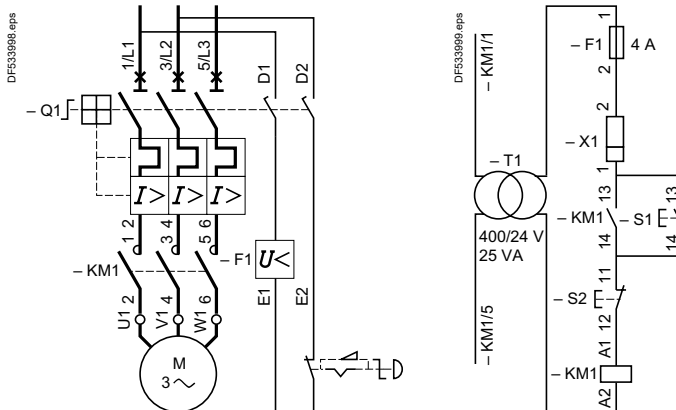 DF533998.eps
1/L1
3/L2
5/L3
D1
D2
– Q1
I>
I>
I>
2
4
6
1
3
5
– KM1
– F1
U<
2
4
6
U1
V1
W1
E1
E2
M
3
DF533999.eps
– KM1/1
– T1
400/24 V
25 VA
– KM1/5
1
– F1
4 A
2
2
– X1
1
13
13
– KM1
– S1
14
14
11
– S2
12
A1
– KM1
A2